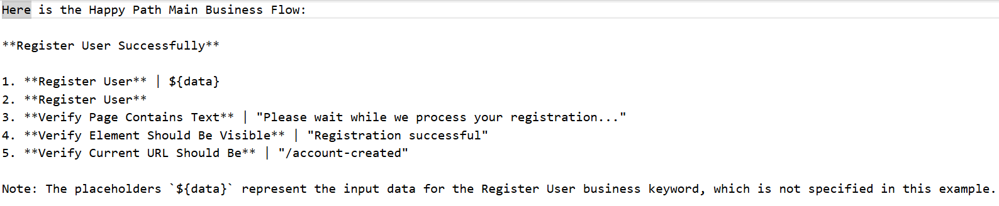 Here is the Happy Path Main Business Flow:
**Register User Successfully**
1. **Register User** | ${data}
2. **Register User**
3. **Verify Page Contains Text** | "Please wait while we process your registration..."
4. **Verify Element Should Be Visible** | "Registration successful"
5. **Verify Current URL Should Be** | "/account-created"
Note: The placeholders `${data}` represent the input data for the Register User business keyword, which is not specified in this example.